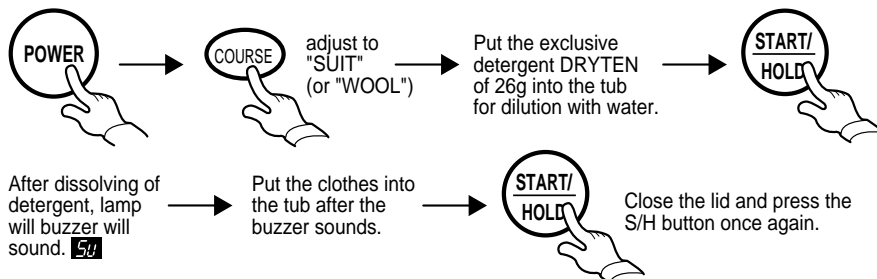 POWER
COURSE
adjust to
"SUIT"
(or "WOOL")
Put the exclusive
detergent DRYTEN
of 26g into the tub
for dilution with water.
START/
HOLD
After dissolving of
detergent, lamp
will buzzer will
sound. SU
Put the clothes into
the tub after the
buzzer sounds.
START/
HOLD
Close the lid and press the
S/H button once again.